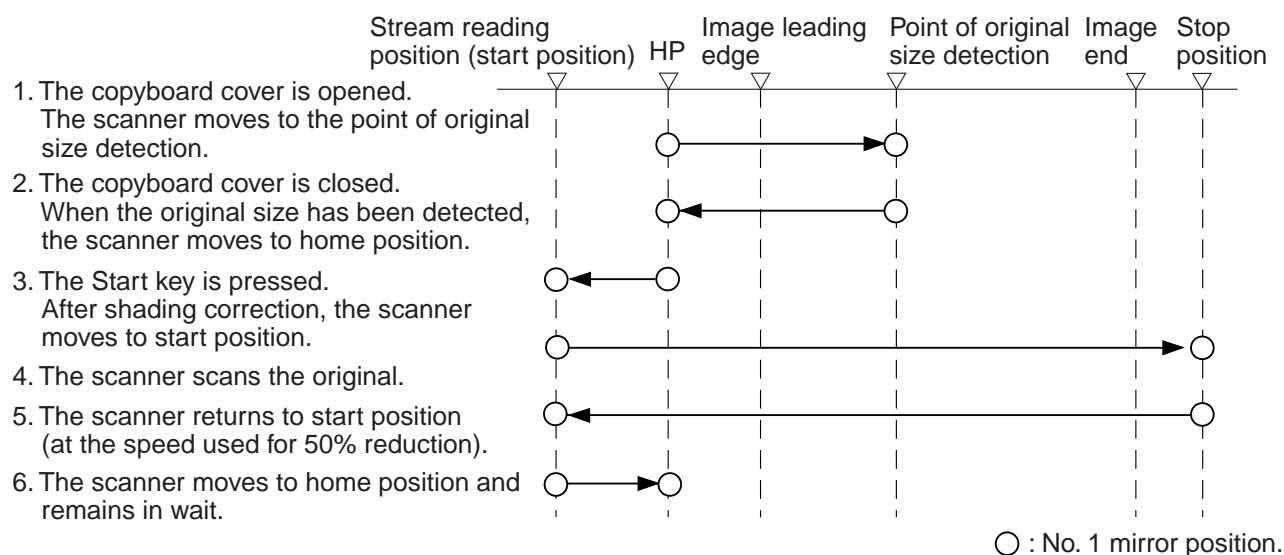 Stream reading
position (start position)
HP
Image leading
edge
Point of original
size detection
Image
end
Stop
position
1. The copyboard cover is opened.
The scanner moves to the point of original
size detection.
2. The copyboard cover is closed.
When the original size has been detected,
the scanner moves to home position.
3. The Start key is pressed.
After shading correction, the scanner
moves to start position.
4. The scanner scans the original.
5. The scanner returns to start position
(at the speed used for 50% reduction).
6. The scanner moves to home position and
remains in wait.
: No. 1 mirror position.